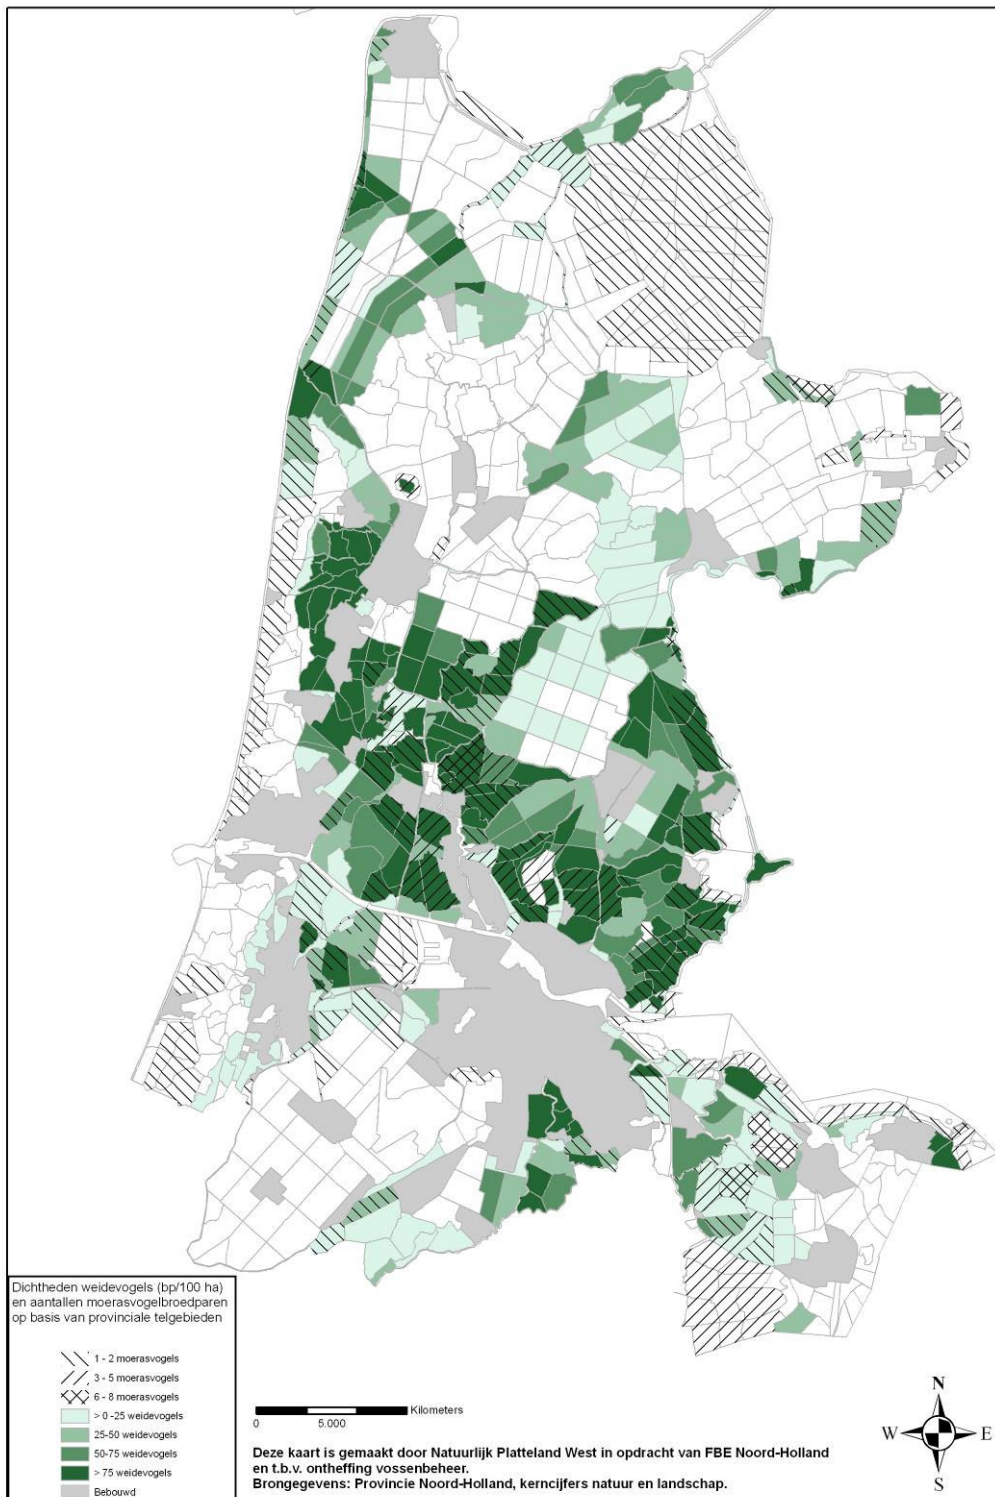 Dichtheden weidevogels (bp/100 ha)
en aantallen moerasvogelbroedparen
op basis van provinciale telgebieden
1 - 2 moerasvogels
3 - 5 moerasvogels
6 - 8 moerasvogels
> 0 -25 weidevogels
25-50 weidevogels
50-75 weidevogels
> 75 weidevogels
Bebouwd
Kilometers
0 5.000
Deze kaart is gemaakt door Natuurlijk Platteland West in opdracht van FBE Noord-Holland
en t.b.v. ontheffing vossenbeheer.
Brongegevens: Provincie Noord-Holland, kerncijfers natuur en landschap.
N
W E
S